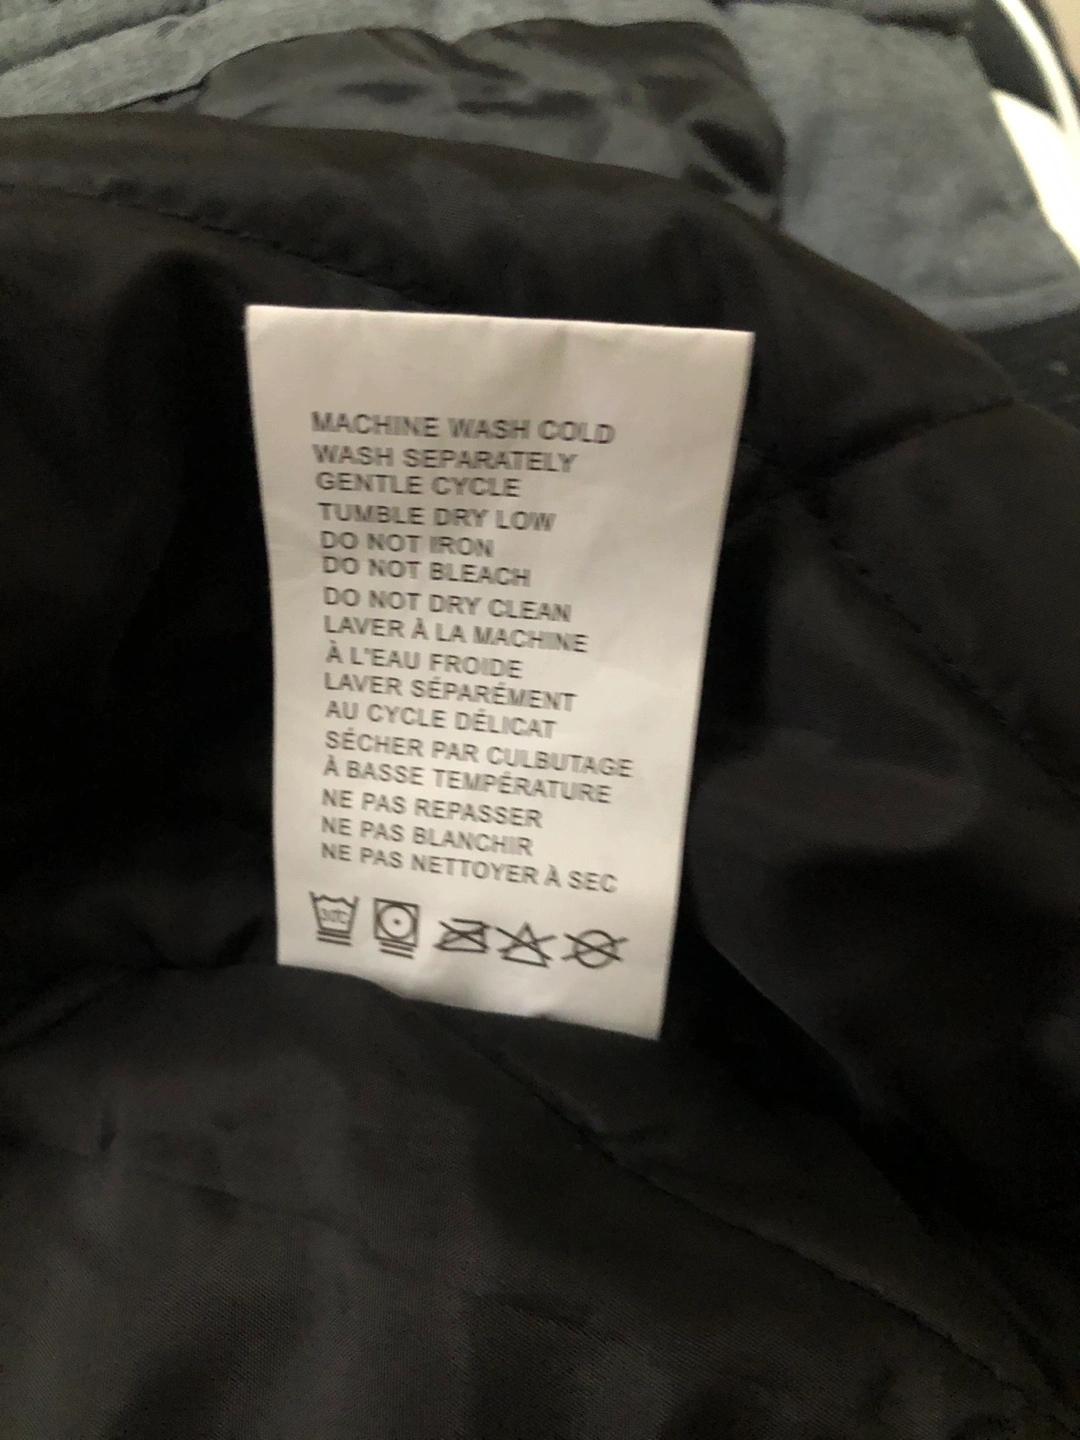 MACHINE WASH COLD
WASH SEPARATELY
GENTLE CYCLE
TUMBLE DRY LOW
DO NOT IRON
DO NOT BLEACH
DO NOT DRY CLEAN
LAVER À LA MACHINE
À L'EAU FROIDE
LAVER SÉPARÉMENT
AU CYCLE DÉLICAT
SÉCHER PAR CULBUTAGE
À BASSE TEMPÉRATURE
NE PAS REPASSER
NE PAS BLANCHIR
NE PAS NETTOYER À SEC
30°C